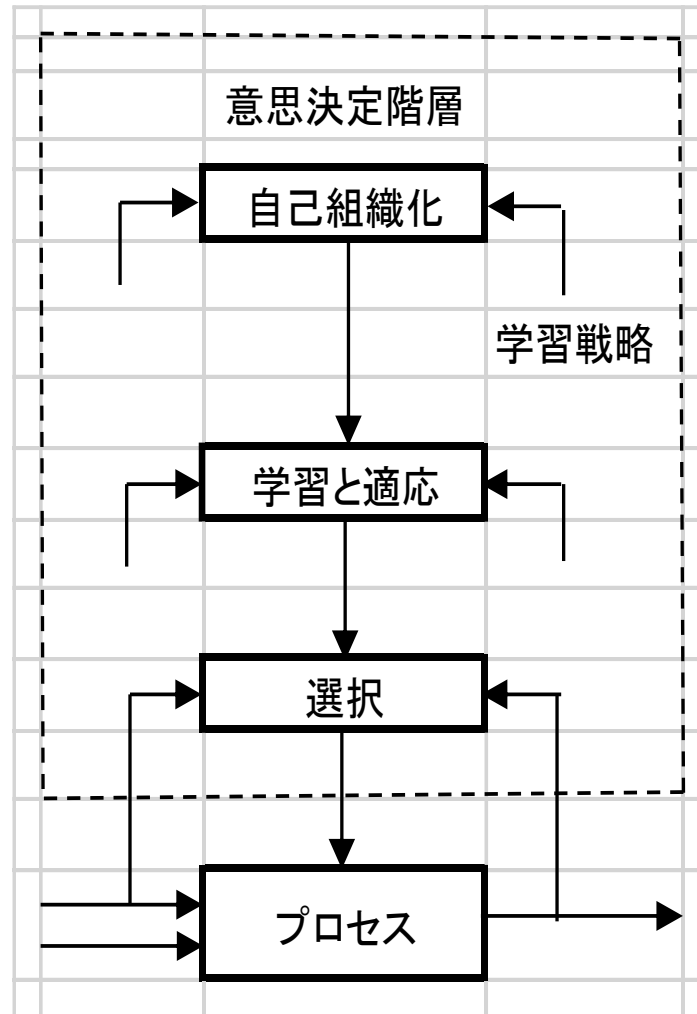 意思決定階層
自己組織化
学習戦略
学習と適応
選択
プロセス